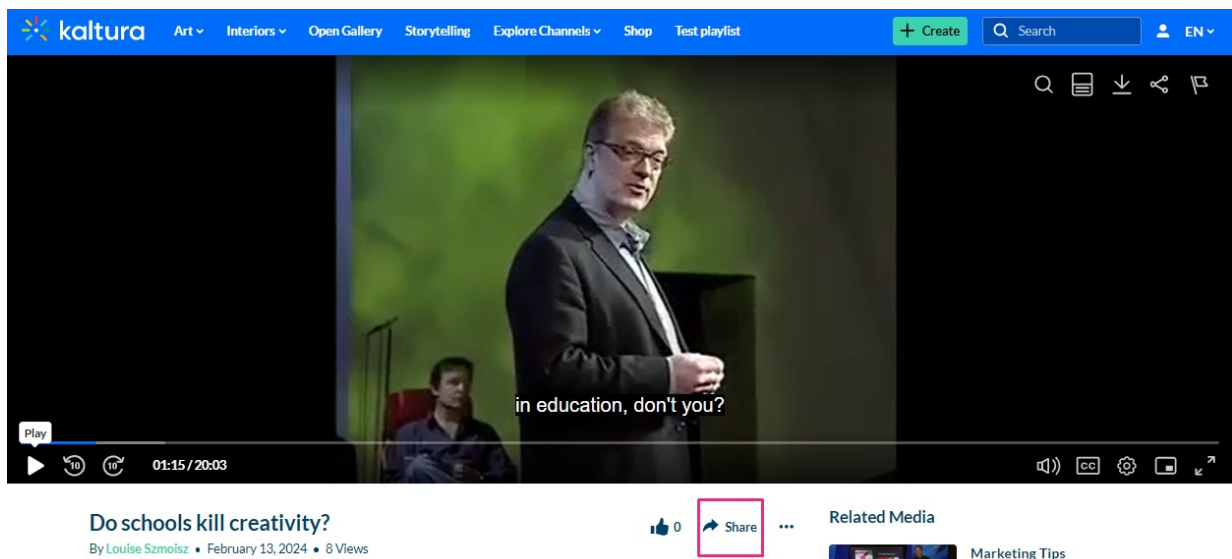 kaltura Art Interiors Open Gallery Storytelling Explore Channels Shop Test playlist + Create Search EN
in education, don't you?
Play
10 10 01:15 / 20:03 CC
Do schools kill creativity? 0 Share ... Related Media
By Louise Szmoisz • February 13, 2024 • 8 Views
Marketing Tips